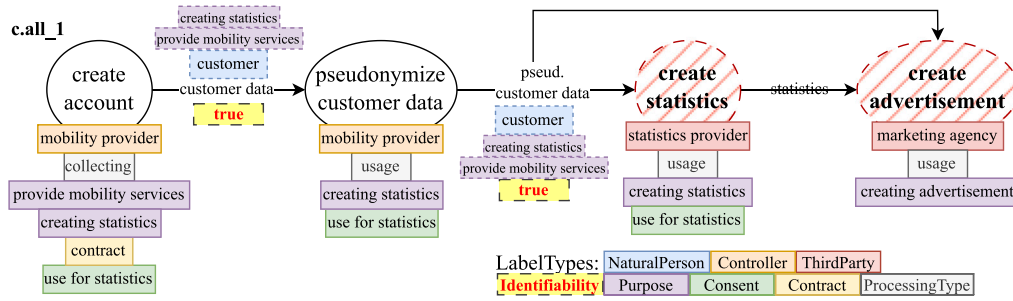 c.all_1
create
account
mobility provider
collecting
provide mobility services
creating statistics
contract
use for statistics
creating statistics
provide mobility services
customer
customer data
true
pseudonymize
customer data
mobility provider
usage
creating statistics
use for statistics
pseud.
customer data
customer
creating statistics
provide mobility services
true
create
statistics
statistics provider
usage
creating statistics
use for statistics
statistics
create
advertisement
marketing agency
usage
creating advertisement
LabelTypes: NaturalPerson Controller ThirdParty
Identifiability Purpose Consent Contract ProcessingType